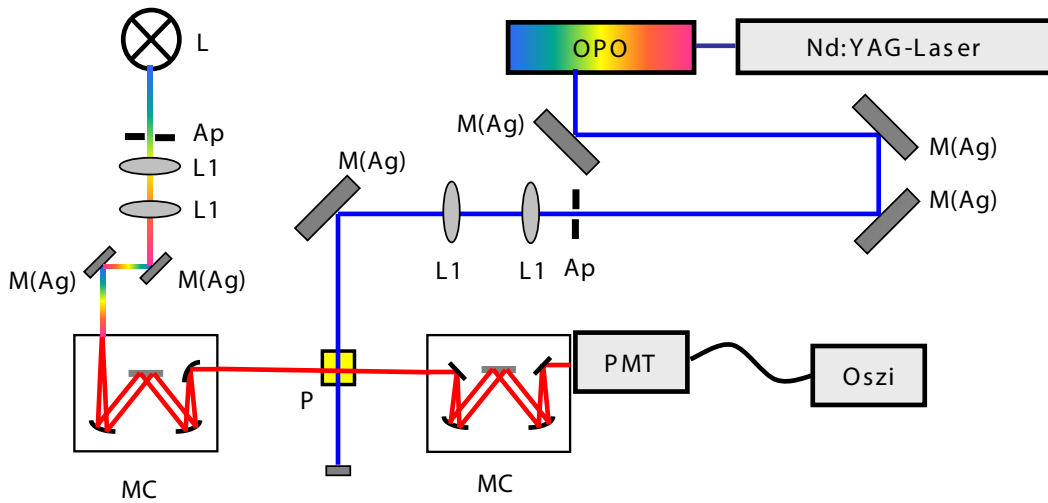 L
OPO
Nd:YAG-Laser
Ap
M(Ag)
M(Ag)
L1
M(Ag)
M(Ag)
L1
L1
L1
Ap
M(Ag)
M(Ag)
PMT
Oszi
P
MC
MC